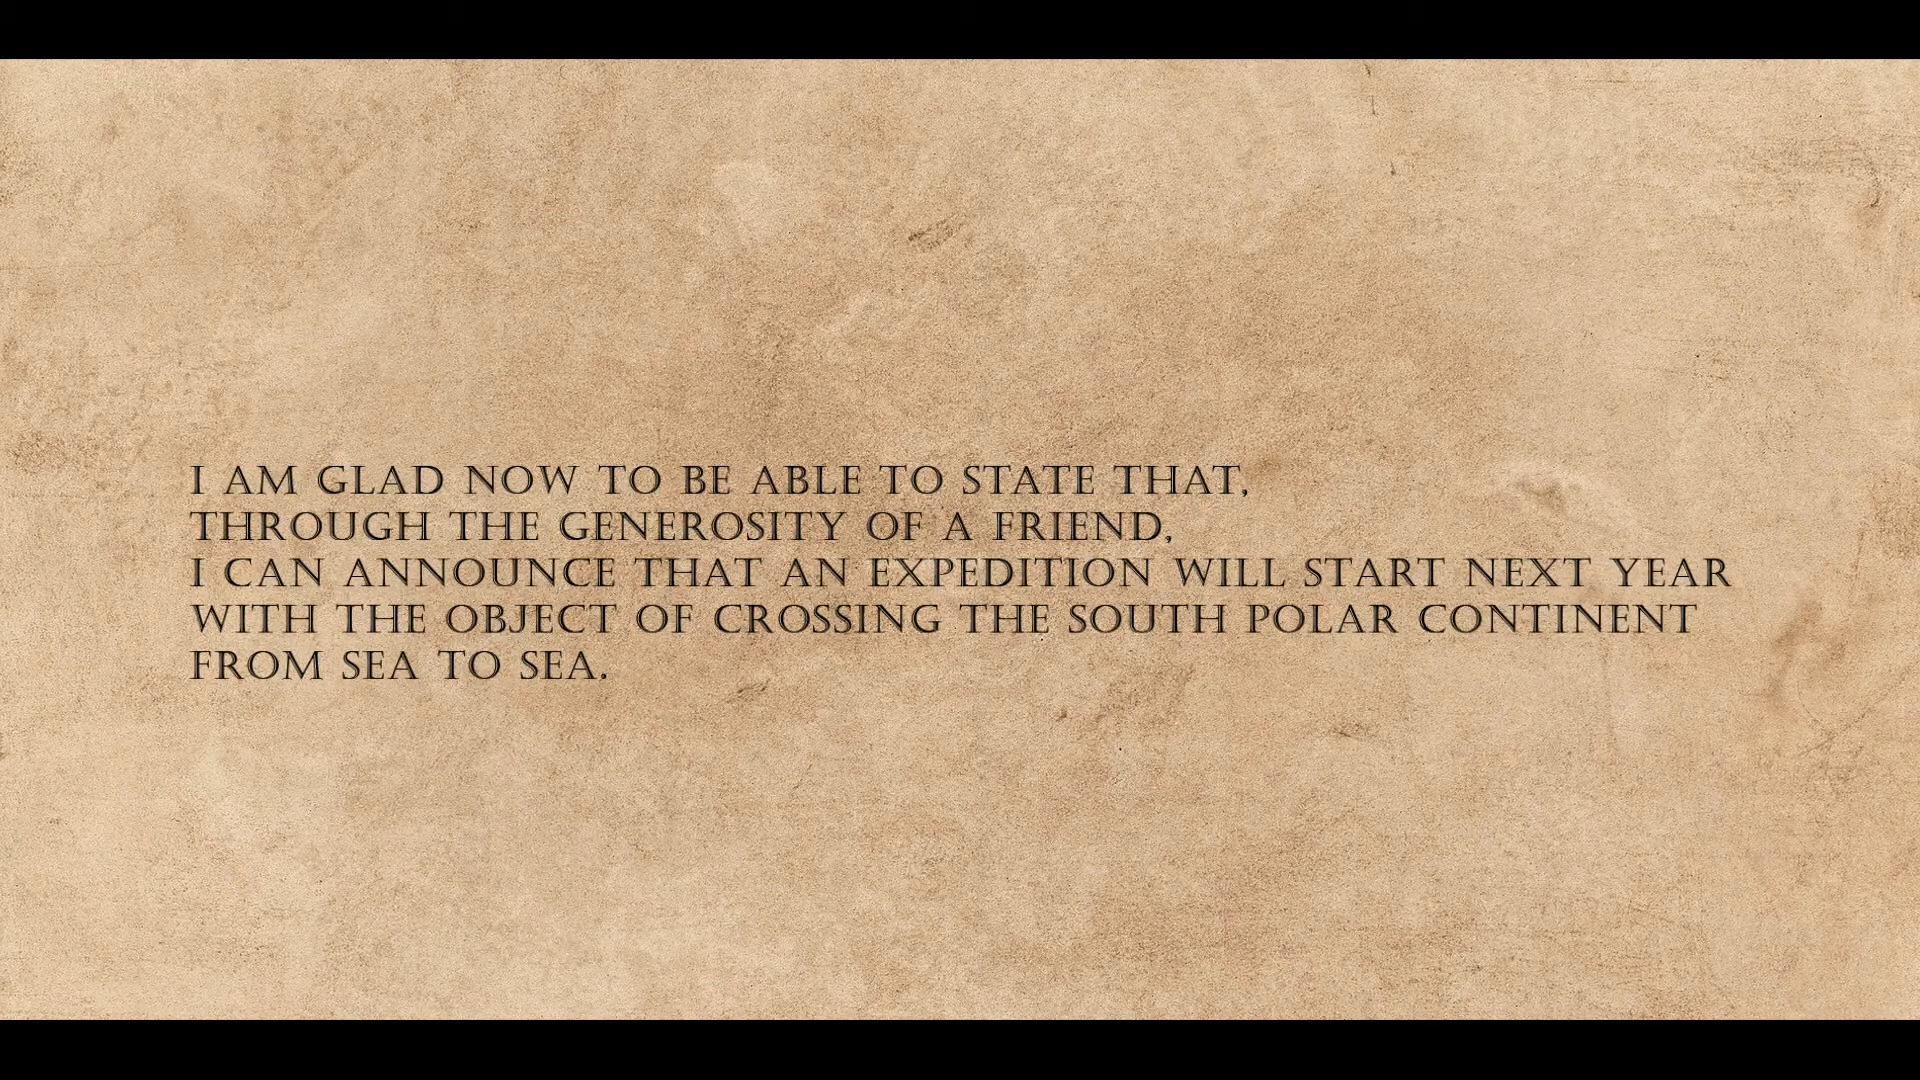 I AM GLAD NOW TO BE ABLE TO STATE THAT,
THROUGH THE GENEROSITY OF A FRIEND,
I CAN ANNOUNCE THAT AN EXPEDITION WILL START NEXT YEAR
WITH THE OBJECT OF CROSSING THE SOUTH POLAR CONTINENT
FROM SEA TO SEA.